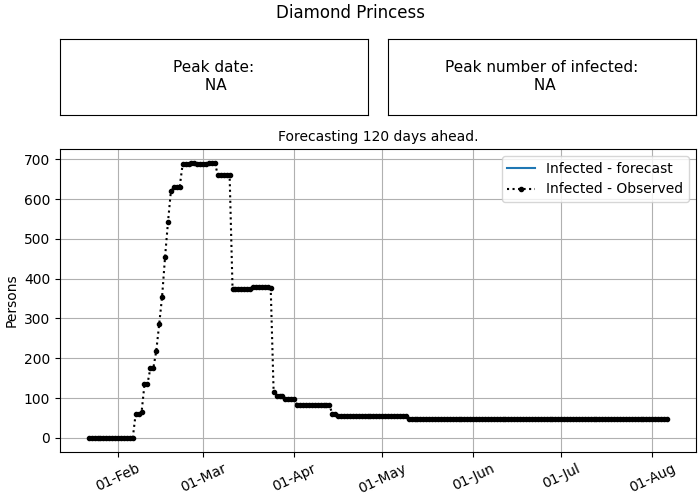 Diamond Princess
Peak date:
NA
Peak number of infected:
NA
Forecasting 120 days ahead.
Infected - forecast
Infected - Observed
Persons
700
600
500
400
300
200
100
0
01-Feb
01-Mar
01-Apr
01-May
01-Jun
01-Jul
01-Aug